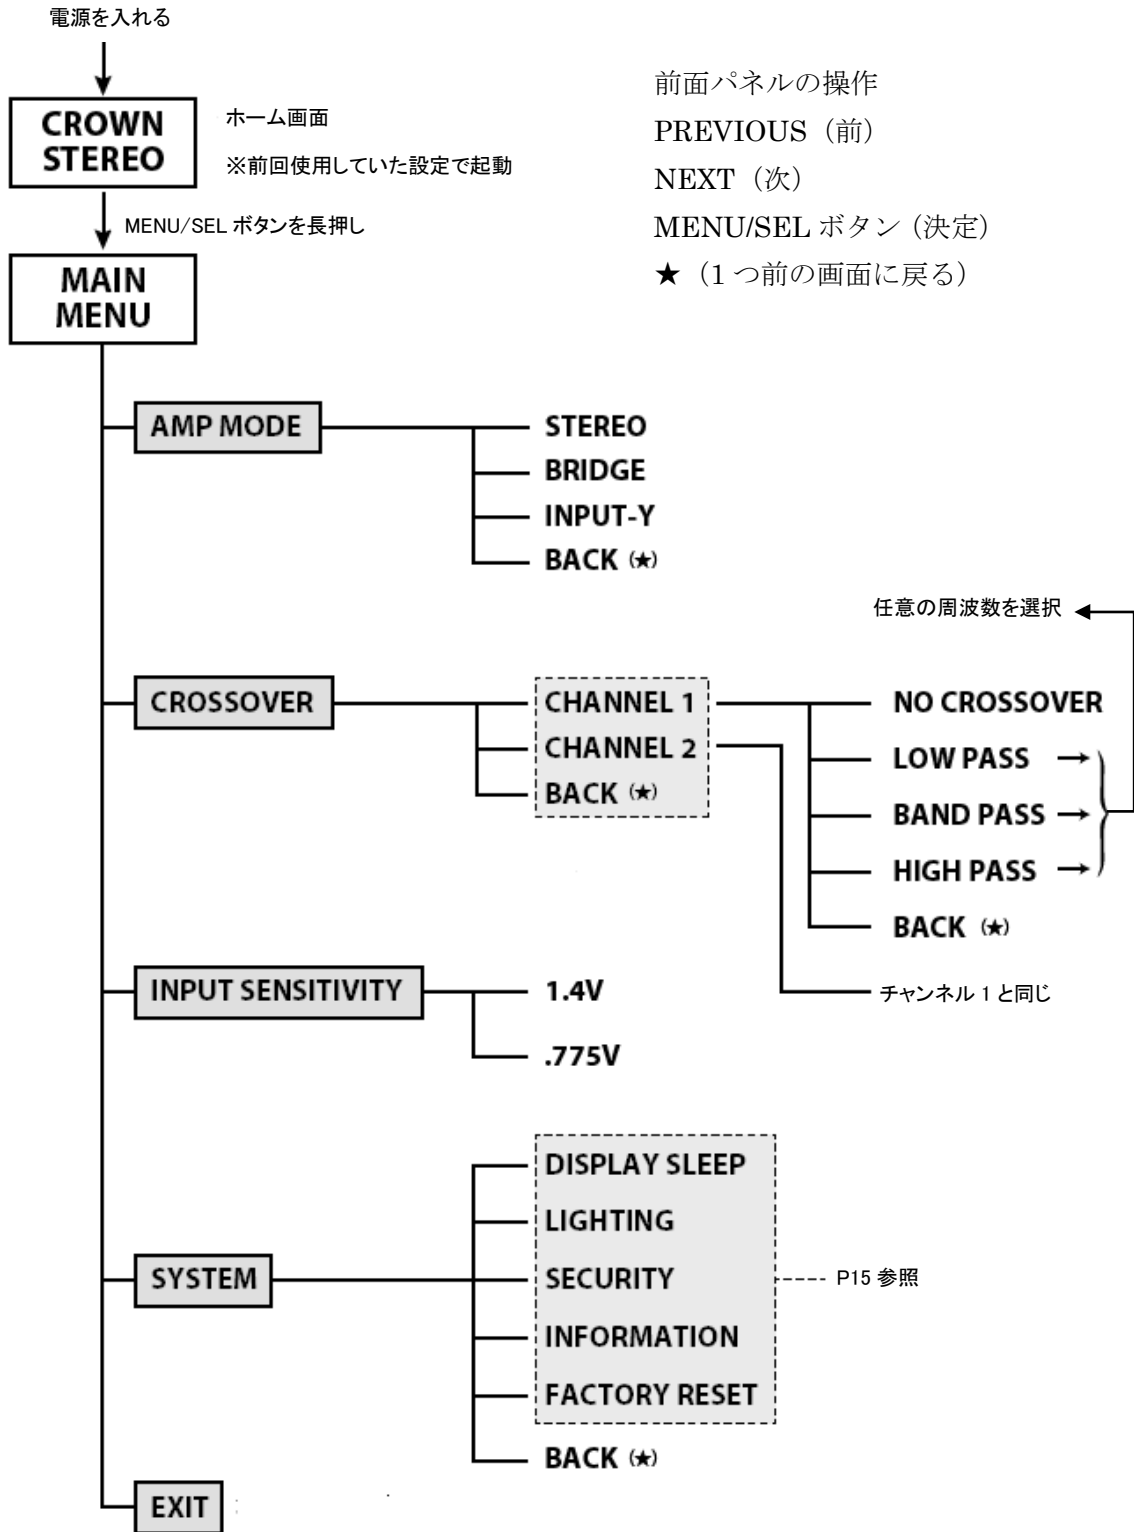 電源を入れる
CROWN
STEREO
ホーム画面
※前回使用していた設定で起動
MENU/SEL ボタンを長押し
MAIN
MENU
前面パネルの操作
PREVIOUS（前）
NEXT（次）
MENU/SEL ボタン（決定）
★（1 つ前の画面に戻る）
AMP MODE
STEREO
BRIDGE
INPUT-Y
BACK (★)
任意の周波数を選択
CROSSOVER
CHANNEL 1
CHANNEL 2
BACK (★)
NO CROSSOVER
LOW PASS
BAND PASS
HIGH PASS
BACK (★)
チャンネル 1 と同じ
INPUT SENSITIVITY
1.4V
.775V
SYSTEM
DISPLAY SLEEP
LIGHTING
SECURITY
INFORMATION
FACTORY RESET
BACK (★)
P15 参照
EXIT